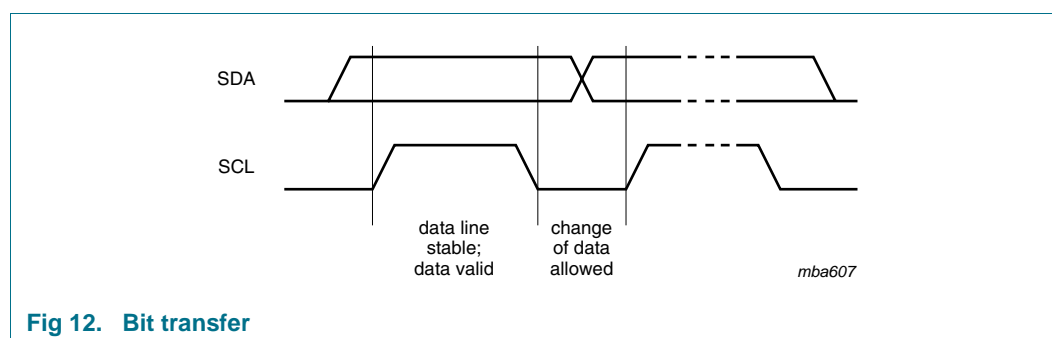 SDA
SCL
data line
stable;
data valid
change
of data
allowed
mba607
Fig 12. Bit transfer